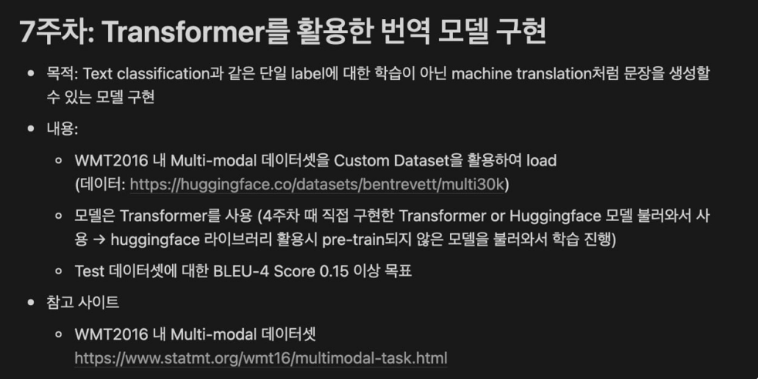 7주차: Transformer를 활용한 번역 모델 구현
• 목적: Text classification과 같은 단일 label에 대한 학습이 아닌 machine translation처럼 문장을 생성할
수 있는 모델 구현
• 내용:
◦ WMT2016 내 Multi-modal 데이터셋을 Custom Dataset을 활용하여 load
(데이터: https://huggingface.co/datasets/bentrevett/multi30k)
◦ 모델은 Transformer를 사용 (4주차 때 직접 구현한 Transformer or Huggingface 모델 불러와서 사
용 → huggingface 라이브러리 활용시 pre-train되지 않은 모델을 불러와서 학습 진행)
◦ Test 데이터셋에 대한 BLEU-4 Score 0.15 이상 목표
• 참고 사이트
◦ WMT2016 내 Multi-modal 데이터셋
https://www.statmt.org/wmt16/multimodal-task.html